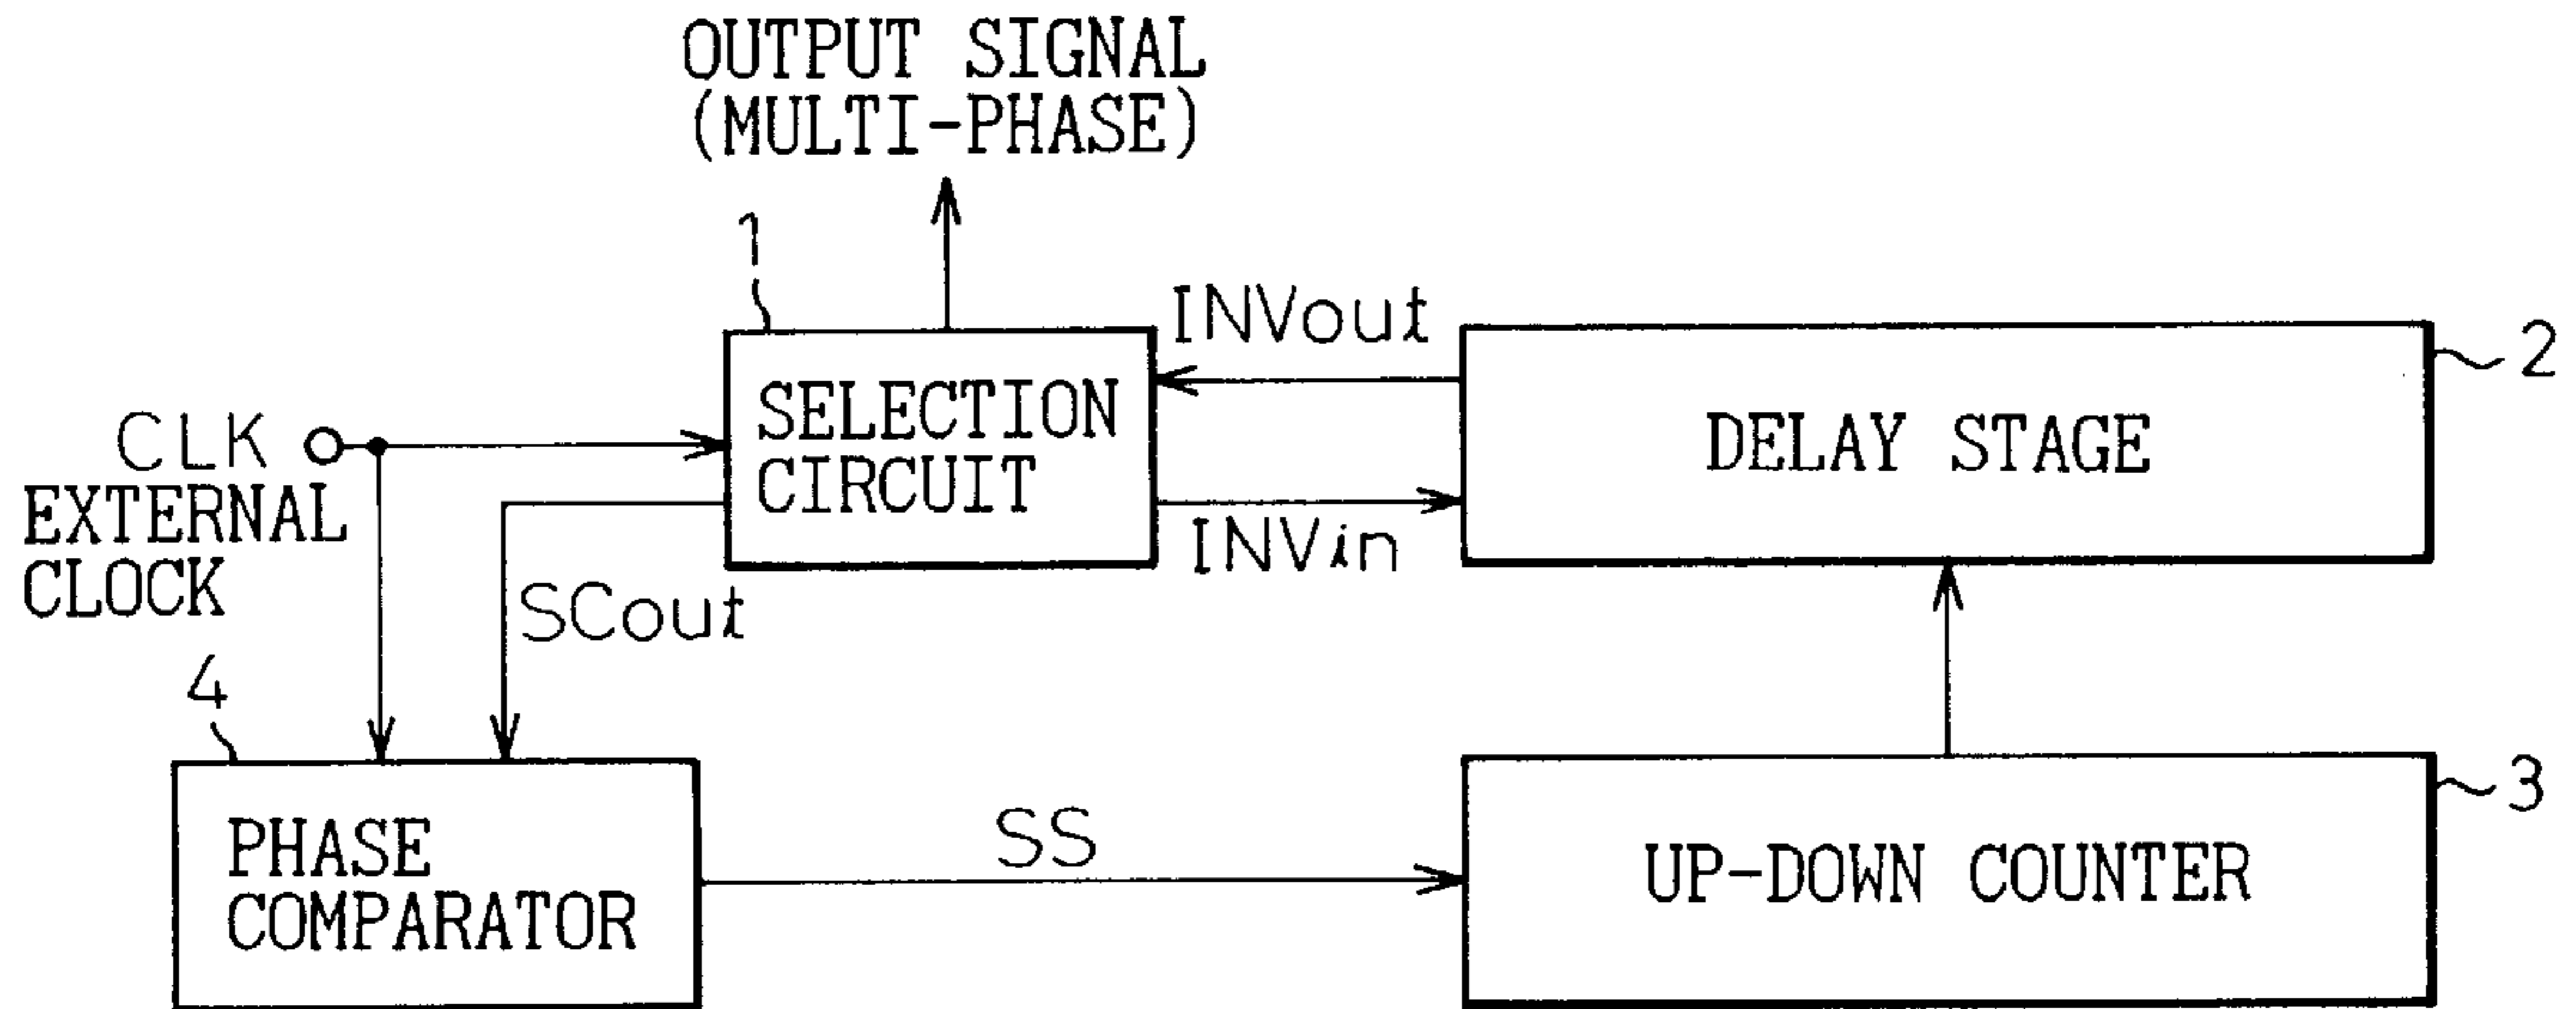 OUTPUT SIGNAL
(MULTI-PHASE)
1
INVout
2
SELECTION
CIRCUIT
DELAY STAGE
CLK
EXTERNAL
CLOCK
INVin
SCout
4
3
PHASE
COMPARATOR
SS
UP-DOWN COUNTER